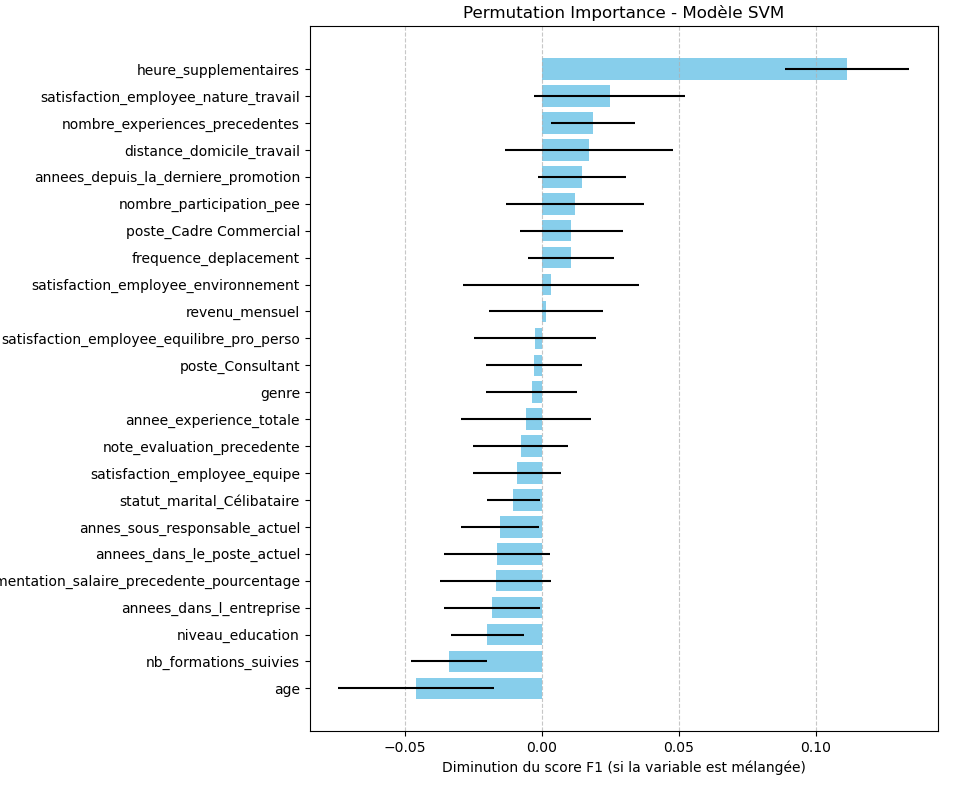 Permutation Importance - Modèle SVM
heure_supplementaires
satisfaction_employee_nature_travail
nombre_experiences_precedentes
distance_domicile_travail
annees_depuis_la_derniere_promotion
nombre_participation_pee
poste_Cadre Commercial
frequence_deplacement
satisfaction_employee_environnement
revenu_mensuel
satisfaction_employee_equilibre_pro_perso
poste_Consultant
genre
annee_experience_totale
note_evaluation_precedente
satisfaction_employee_equipe
statut_marital_Célibataire
annes_sous_responsable_actuel
annees_dans_le_poste_actuel
mentation_salaire_precedente_pourcentage
annees_dans_l_entreprise
niveau_education
nb_formations_suivies
age
−0.05 0.00 0.05 0.10
Diminution du score F1 (si la variable est mélangée)